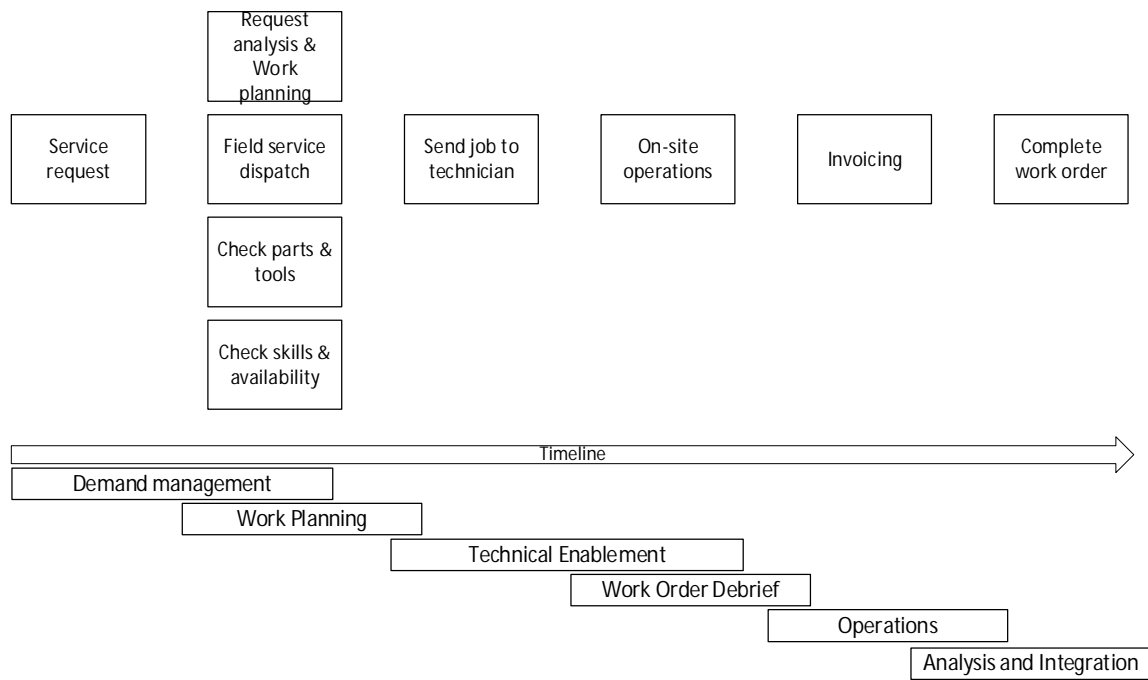 Request
analysis &
Work
planning
Service
request
Field service
dispatch
Send job to
technician
On-site
operations
Invoicing
Complete
work order
Check parts &
tools
Check skills &
availability
Timeline
Demand management
Work Planning
Technical Enablement
Work Order Debrief
Operations
Analysis and Integration